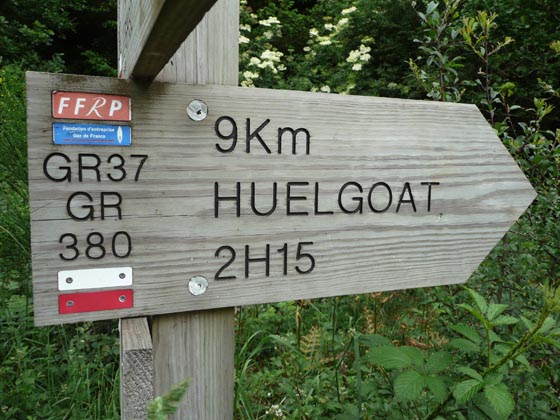 FFRP
Fondation d'entreprise
Gaz de France
GR37
GR
380
9Km
HUELGOAT
2H15